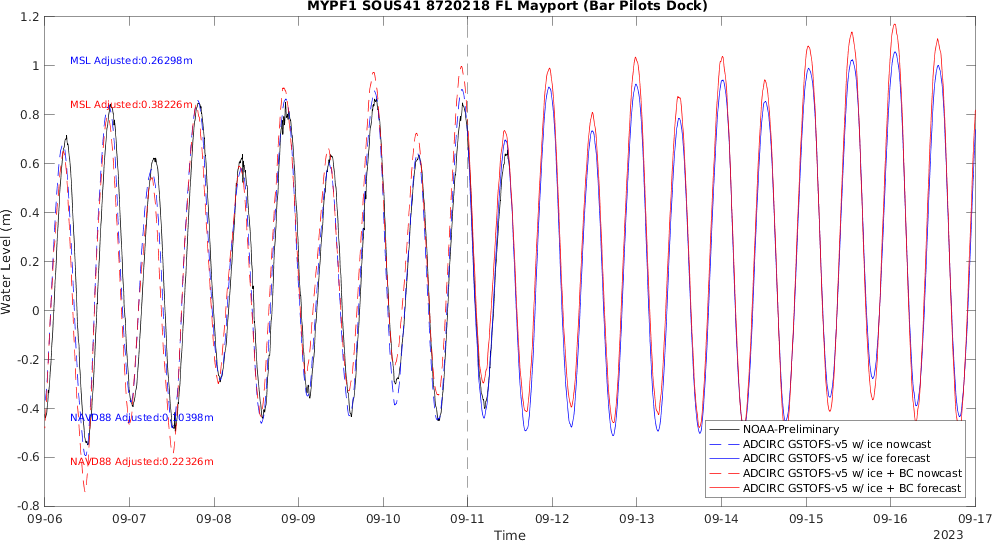 MYPF1 SOUS41 8720218 FL Mayport (Bar Pilots Dock)
1.2
1
0.8
0.6
0.4
0.2
0
-0.2
-0.4
-0.6
-0.8
Water Level (m)
MSL Adjusted:0.26298m
MSL Adjusted:0.38226m
NAVD88 Adjusted:0.10398m
NAVD88 Adjusted:0.22326m
NOAA-Preliminary
ADCIRC GSTOFS-v5 w/ ice nowcast
ADCIRC GSTOFS-v5 w/ ice forecast
ADCIRC GSTOFS-v5 w/ ice + BC nowcast
ADCIRC GSTOFS-v5 w/ ice + BC forecast
09-06 09-07 09-08 09-09 09-10 09-11 09-12 09-13 09-14 09-15 09-16 09-17
Time
2023